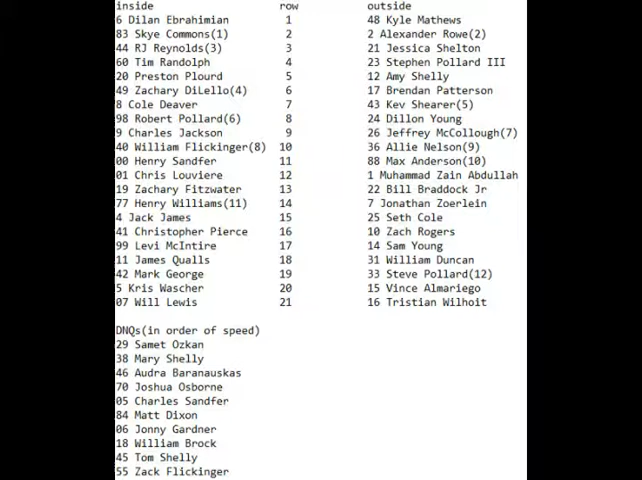 inside row outside
6 Dilan Ebrahimian 1 48 Kyle Mathews
83 Skye Commons(1) 2 2 Alexander Rowe(2)
44 RJ Reynolds(3) 3 21 Jessica Shelton
60 Tim Randolph 4 23 Stephen Pollard III
20 Preston Plourd 5 12 Amy Shelly
49 Zachary DiLello(4) 6 17 Brendan Patterson
8 Cole Deaver 7 43 Kev Shearer(5)
98 Robert Pollard(6) 8 24 Dillon Young
9 Charles Jackson 9 26 Jeffrey McCollough(7)
40 William Flickinger(8) 10 36 Allie Nelson(9)
00 Henry Sandfer 11 88 Max Anderson(10)
01 Chris Louviere 12 1 Muhammad Zain Abdullah
19 Zachary Fitzwater 13 22 Bill Braddock Jr
77 Henry Williams(11) 14 7 Jonathan Zoerlein
4 Jack James 15 25 Seth Cole
41 Christopher Pierce 16 10 Zach Rogers
99 Levi McIntire 17 14 Sam Young
11 James Qualls 18 31 William Duncan
42 Mark George 19 33 Steve Pollard(12)
5 Kris Wascher 20 15 Vince Almariego
07 Will Lewis 21 16 Tristian Wilhoit
DNQs(in order of speed)
29 Samet Ozkan
38 Mary Shelly
46 Audra Baranauskas
70 Joshua Osborne
05 Charles Sandfer
84 Matt Dixon
06 Jonny Gardner
18 William Brock
45 Tom Shelly
55 Zack Flickinger